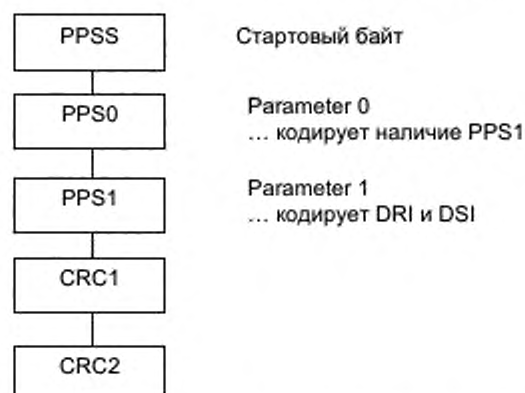 PPSS
Стартовый байт
PPS0
Parameter 0
... кодирует наличие PPS1
PPS1
Parameter 1
... кодирует DRI и DSI
CRC1
CRC2